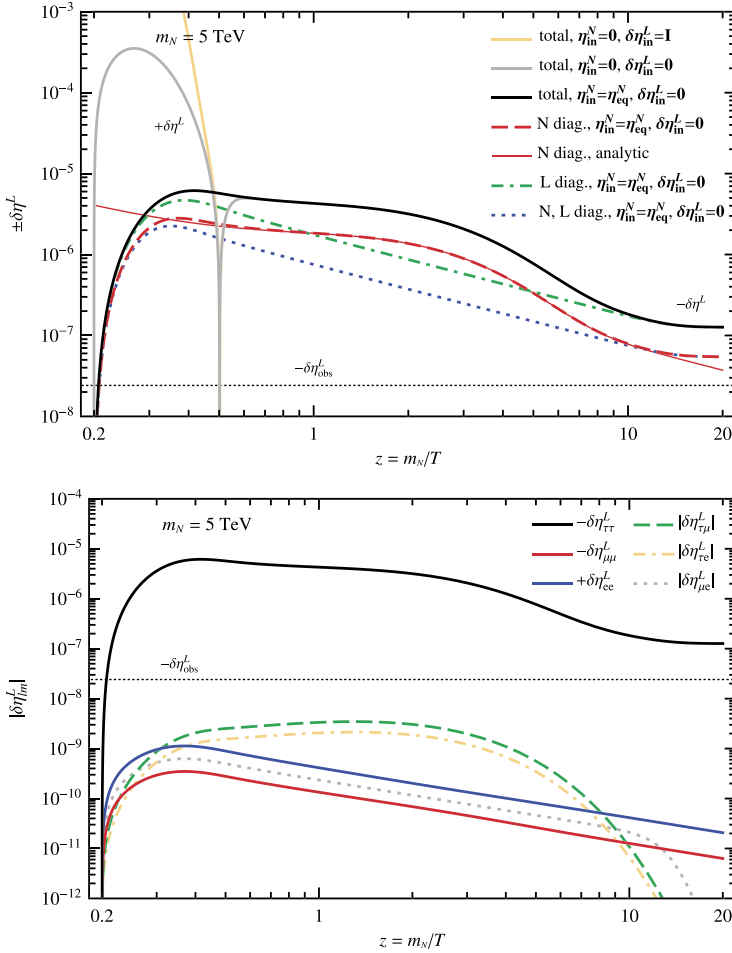 10⁻³
m_N = 5 TeV
total, η^N_in=0, δη^L_in=I
10⁻⁴
total, η^N_in=0, δη^L_in=0
total, η^N_in=η^N_eq, δη^L_in=0
+δη^L
N diag., η^N_in=η^N_eq, δη^L_in=0
10⁻⁵
N diag., analytic
L diag., η^N_in=η^N_eq, δη^L_in=0
±δη^L
N, L diag., η^N_in=η^N_eq, δη^L_in=0
10⁻⁶
−δη^L
10⁻⁷
−δη^L_obs
10⁻⁸
0.2 1 10 20
z = m_N/T
10⁻⁴
m_N = 5 TeV
−δη^L_ττ |δη^L_τμ|
10⁻⁵
−δη^L_μμ |δη^L_τe|
+δη^L_ee |δη^L_μe|
10⁻⁶
10⁻⁷
−δη^L_obs
|δη^L_lm|
10⁻⁸
10⁻⁹
10⁻¹⁰
10⁻¹¹
10⁻¹²
0.2 1 10 20
z = m_N/T